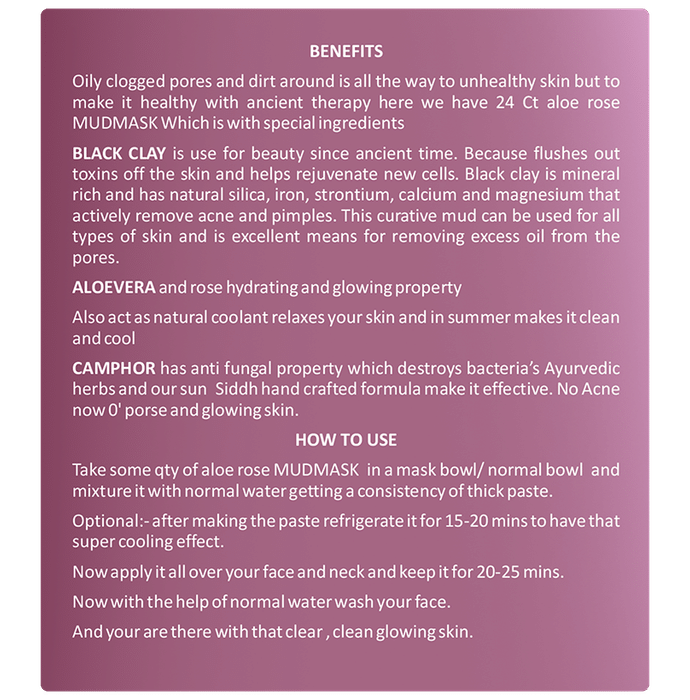 BENEFITS
Oily clogged pores and dirt around is all the way to unhealthy skin but to
make it healthy with ancient therapy here we have 24 Ct aloe rose
MUDMASK Which is with special ingredients
BLACK CLAY is use for beauty since ancient time. Because flushes out
toxins off the skin and helps rejuvenate new cells. Black clay is mineral
rich and has natural silica, iron, strontium, calcium and magnesium that
actively remove acne and pimples. This curative mud can be used for all
types of skin and is excellent means for removing excess oil from the
pores.
ALOEVERA and rose hydrating and glowing property
Also act as natural coolant relaxes your skin and in summer makes it clean
and cool
CAMPHOR has anti fungal property which destroys bacteria's Ayurvedic
herbs and our sun Siddh hand crafted formula make it effective. No Acne
now 0' porse and glowing skin.
HOW TO USE
Take some qty of aloe rose MUDMASK in a mask bowl/ normal bowl and
mixture it with normal water getting a consistency of thick paste.
Optional:- after making the paste refrigerate it for 15-20 mins to have that
super cooling effect.
Now apply it all over your face and neck and keep it for 20-25 mins.
Now with the help of normal water wash your face.
And your are there with that clear , clean glowing skin.